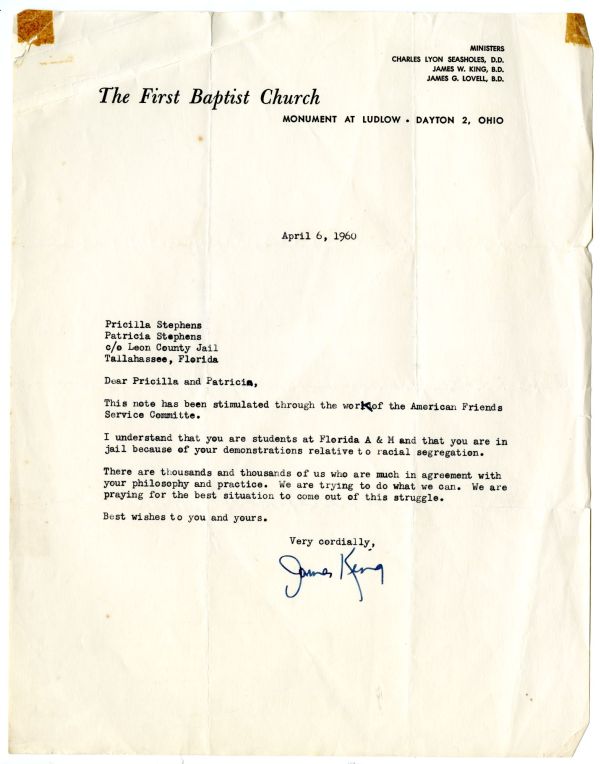 MINISTERS
CHARLES LYON SEASHOLES, D.D.
JAMES W. KING, B.D.
JAMES G. LOVELL, B.D.
The First Baptist Church
MONUMENT AT LUDLOW • DAYTON 2, OHIO
April 6, 1960
Pricilla Stephens
Patricia Stephens
c/o Leon County Jail
Tallahassee, Florida
Dear Pricilla and Patricia,
This note has been stimulated through the work of the American Friends
Service Committe.
I understand that you are students at Florida A & M and that you are in
jail because of your demonstrations relative to racial segregation.
There are thousands and thousands of us who are much in agreement with
your philosophy and practice. We are trying to do what we can. We are
praying for the best situation to come out of this struggle.
Best wishes to you and yours.
Very cordially,
James King